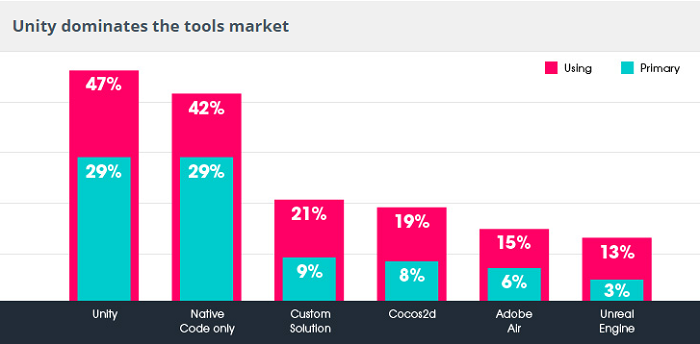 Unity dominates the tools market
Using
Primary
47%
42%
29%
29%
21%
19%
15%
13%
9%
8%
6%
3%
Unity
Native
Code only
Custom
Solution
Cocos2d
Adobe
Air
Unreal
Engine